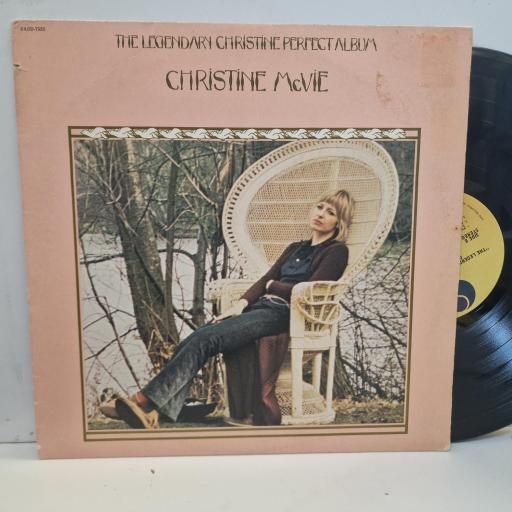 THE LEGENDARY CHRISTINE PERFECT ALBUM
CHRISTINE McVIE